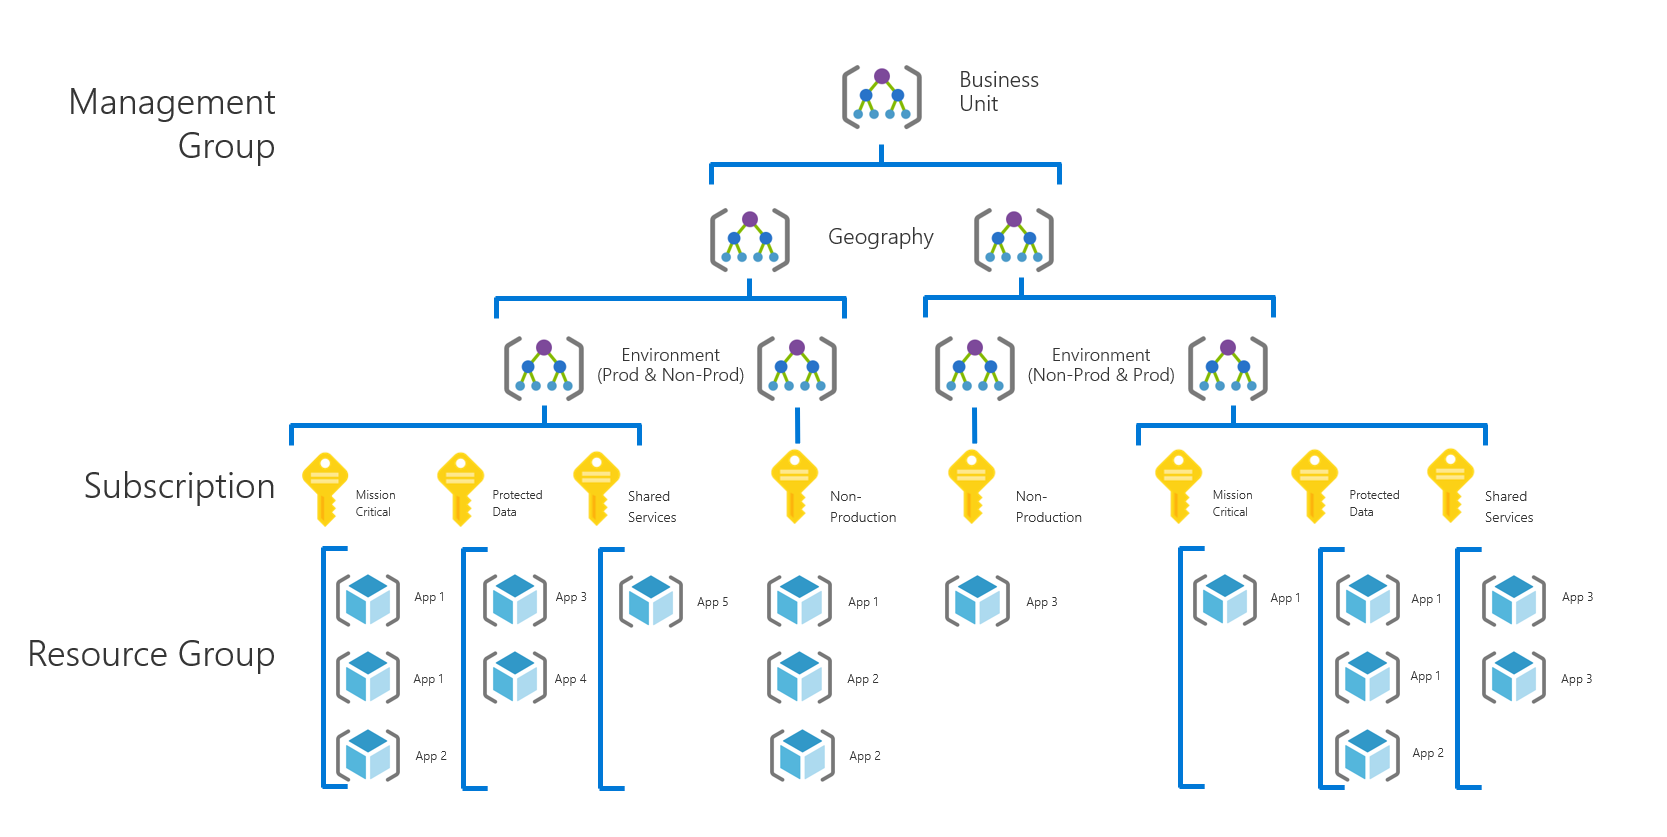 Management
Group
Business
Unit
Geography
Environment
(Prod & Non-Prod)
Environment
(Non-Prod & Prod)
Subscription
Mission
Critical
Protected
Data
Shared
Services
Non-
Production
Non-
Production
Mission
Critical
Protected
Data
Shared
Services
Resource Group
App 1
App 3
App 5
App 1
App 3
App 1
App 1
App 3
App 1
App 4
App 2
App 1
App 3
App 2
App 2
App 2